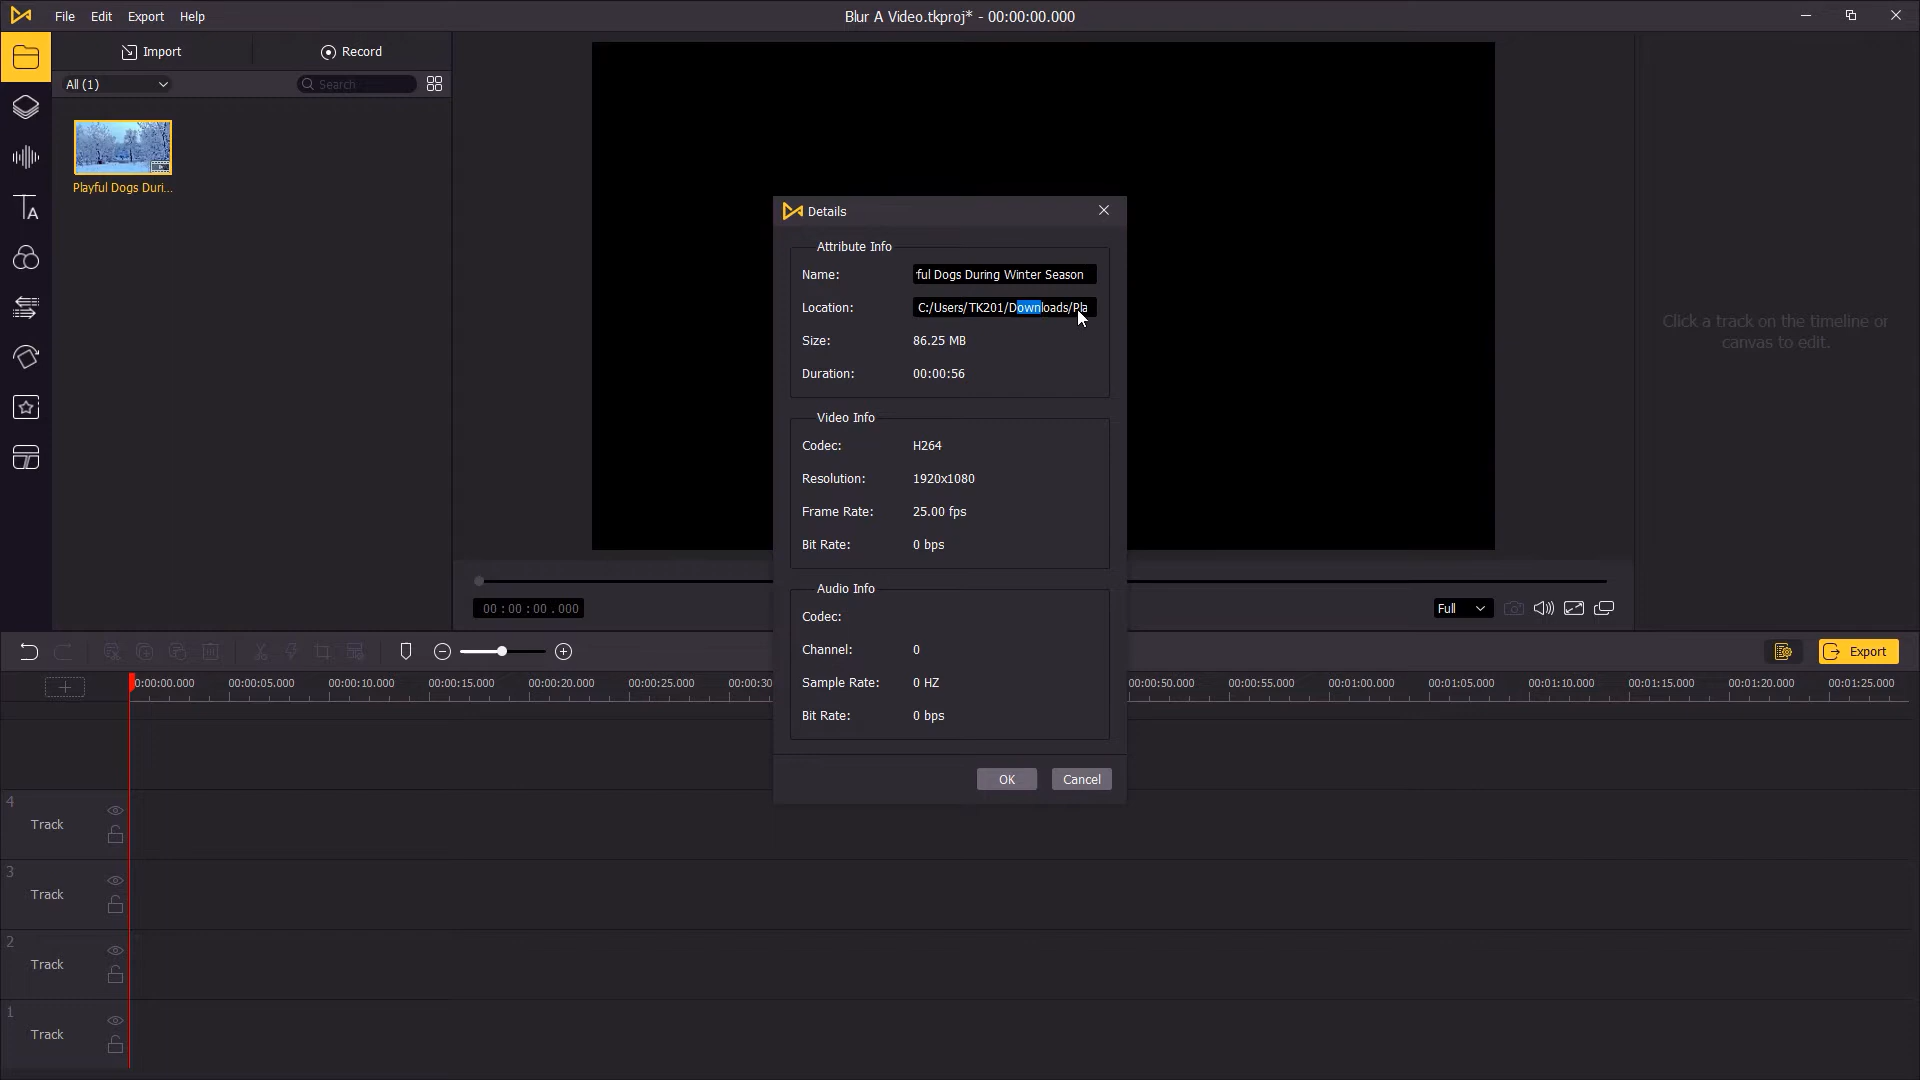 File Edit Export Help
Blur A Video.tkproj* - 00:00:00.000
Import
Record
All (1)
Search
Playful Dogs Duri...
Details
Attribute Info
Name: ful Dogs During Winter Season
Location: C:/Users/TK201/Downloads/Pla
Size: 86.25 MB
Duration: 00:00:56
Video Info
Codec: H264
Resolution: 1920x1080
Frame Rate: 25.00 fps
Bit Rate: 0 bps
Audio Info
Codec:
Channel: 0
Sample Rate: 0 HZ
Bit Rate: 0 bps
OK Cancel
Click a track on the timeline or
canvas to edit.
00 : 00 : 00 . 000
Full
Export
0:00:00.000 00:00:05.000 00:00:10.000 00:00:15.000 00:00:20.000 00:00:25.000 00:00:30 00:00:50.000 00:00:55.000 00:01:00.000 00:01:05.000 00:01:10.000 00:01:15.000 00:01:20.000 00:01:25.000
4
Track
3
Track
2
Track
1
Track